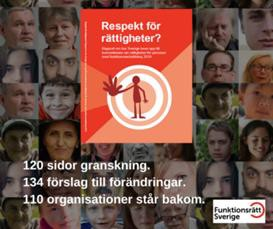 Respekt för
rättigheter?
120 sidor granskning.
134 förslag till förändringar.
110 organisationer står bakom.
Funktionsrätt
Sverige